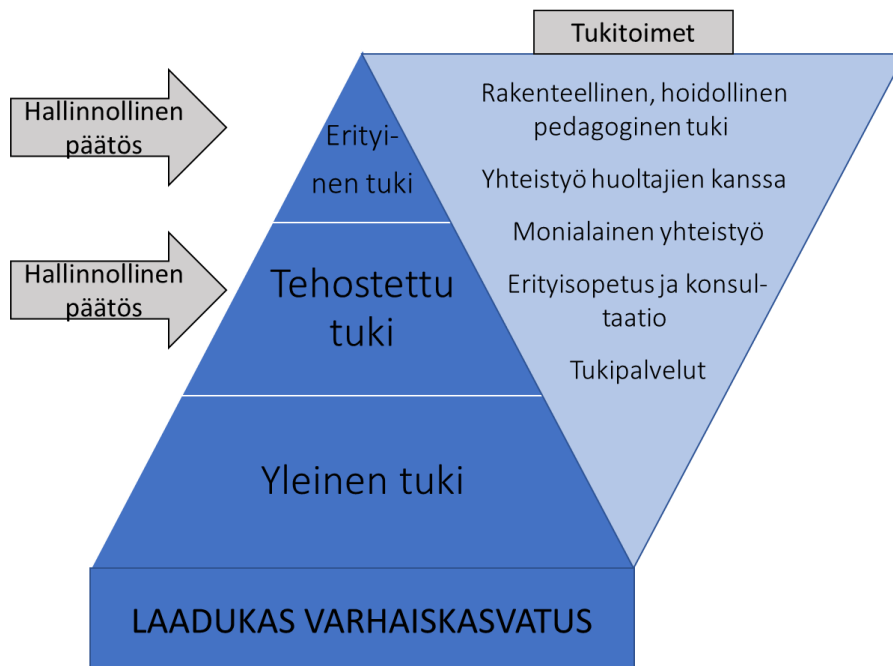 Tukitoimet
Hallinnollinen
päätös
Erityi-
nen tuki
Rakenteellinen, hoidollinen
pedagoginen tuki
Yhteistyö huoltajien kanssa
Monialainen yhteistyö
Erityisopetus ja konsul-
taatio
Tukipalvelut
Hallinnollinen
päätös
Tehostettu
tuki
Yleinen tuki
LAADUKAS VARHAISKASVATUS